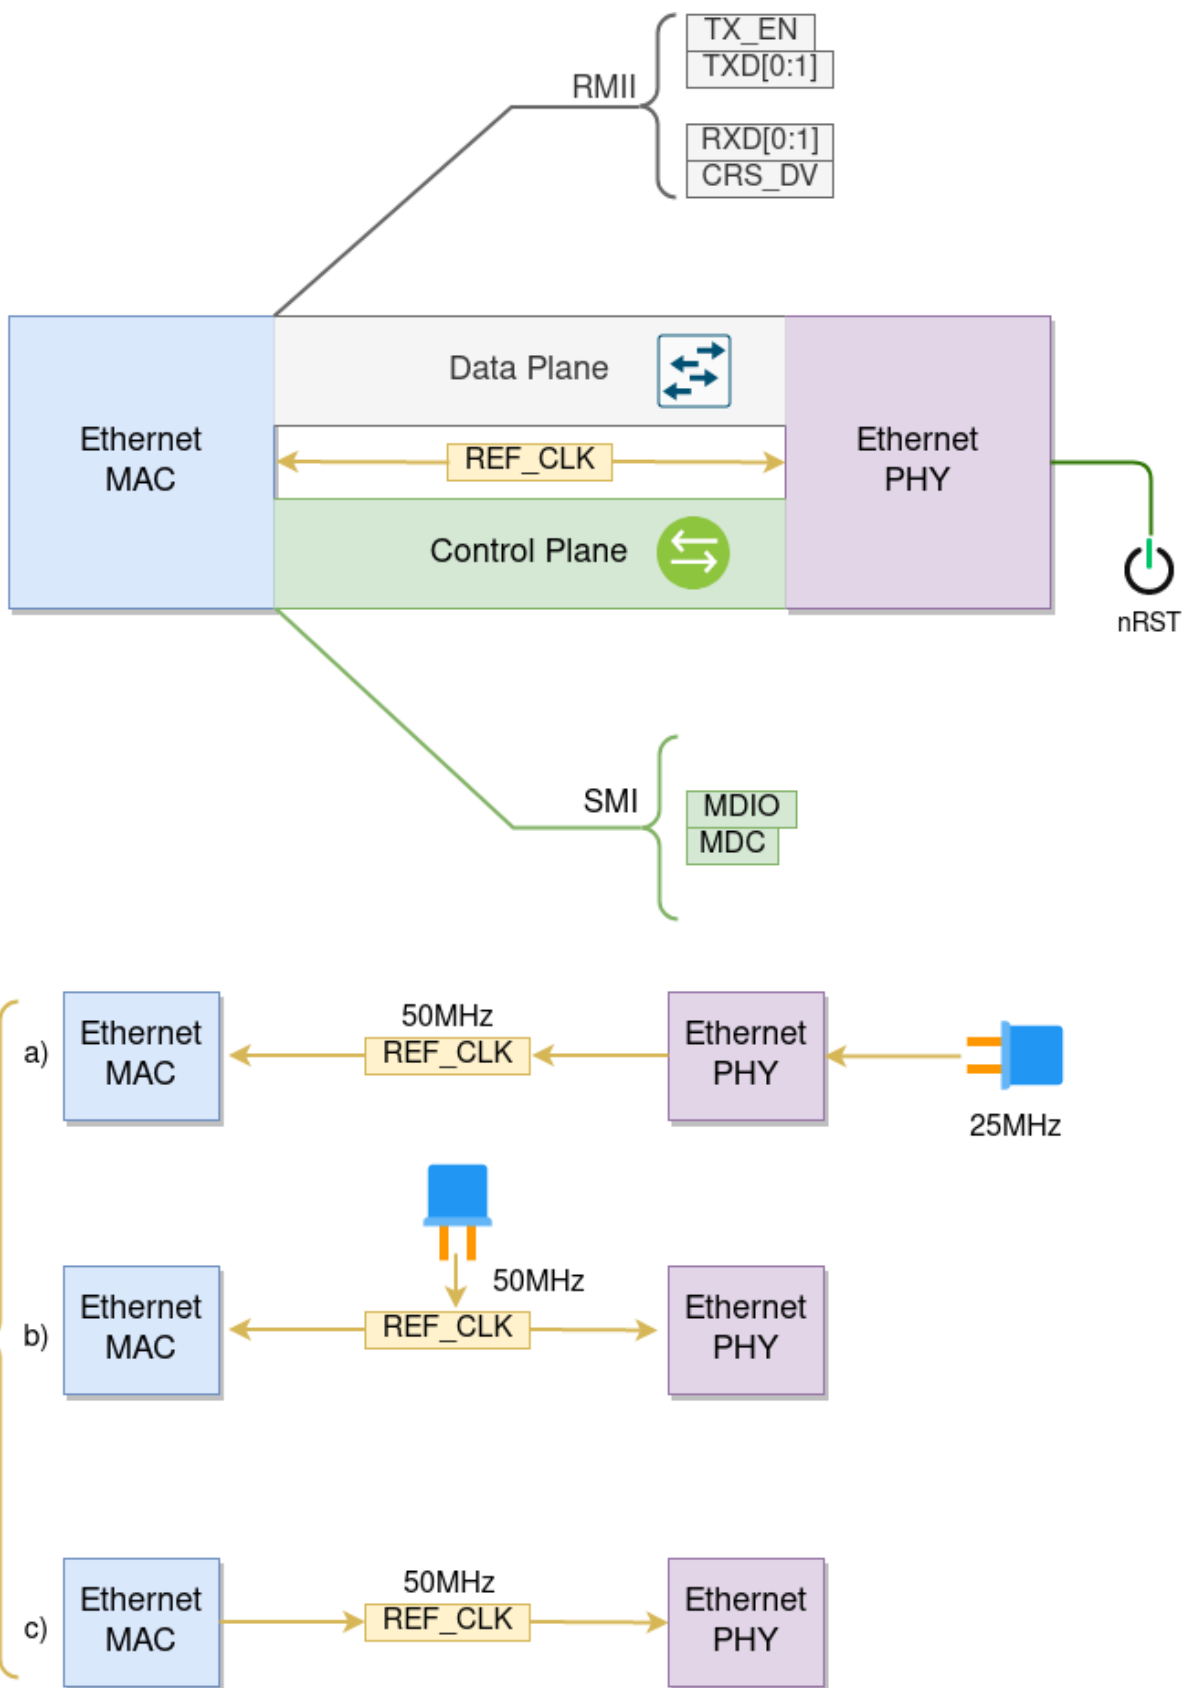 TX_EN
TXD[0:1]
RMII
RXD[0:1]
CRS_DV
Data Plane
Ethernet
MAC
REF_CLK
Ethernet
PHY
Control Plane
nRST
SMI
MDIO
MDC
a)
Ethernet
MAC
50MHz
REF_CLK
Ethernet
PHY
25MHz
b)
Ethernet
MAC
50MHz
REF_CLK
Ethernet
PHY
c)
Ethernet
MAC
50MHz
REF_CLK
Ethernet
PHY